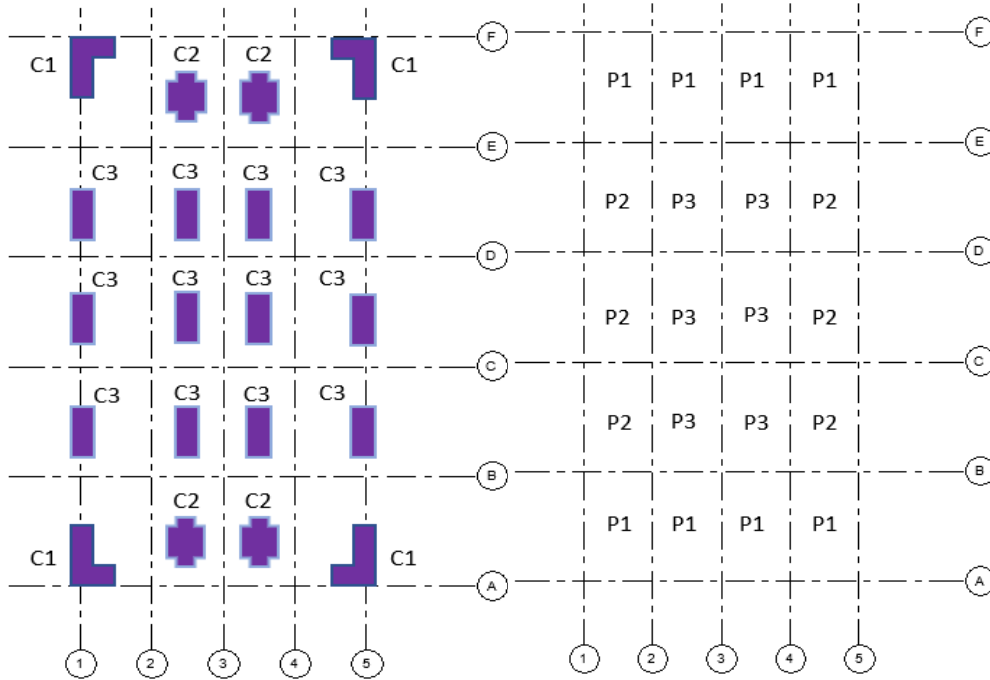 F F
C1 C2 C2 C1 P1 P1 P1 P1
E E
C3 C3 C3 C3 P2 P3 P3 P2
D D
C3 C3 C3 C3 P2 P3 P3 P2
C C
C3 C3 C3 C3 P2 P3 P3 P2
B B
C1 C2 C2 C1 P1 P1 P1 P1
A A
1 2 3 4 5 1 2 3 4 5